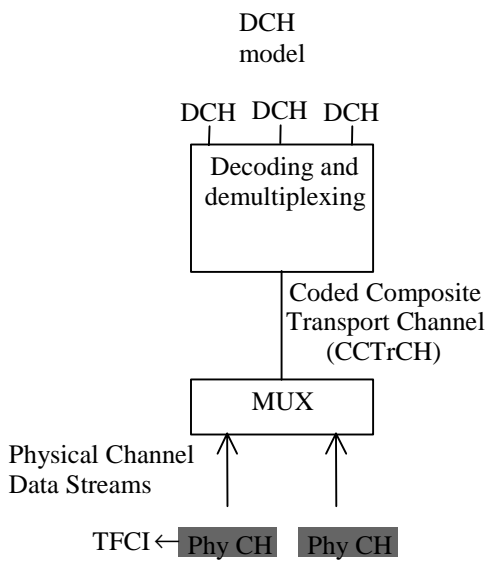 DCH
model
DCH DCH DCH
Decoding and
demultiplexing
Coded Composite
Transport Channel
(CCTrCH)
MUX
Physical Channel
Data Streams
TFCI Phy CH Phy CH